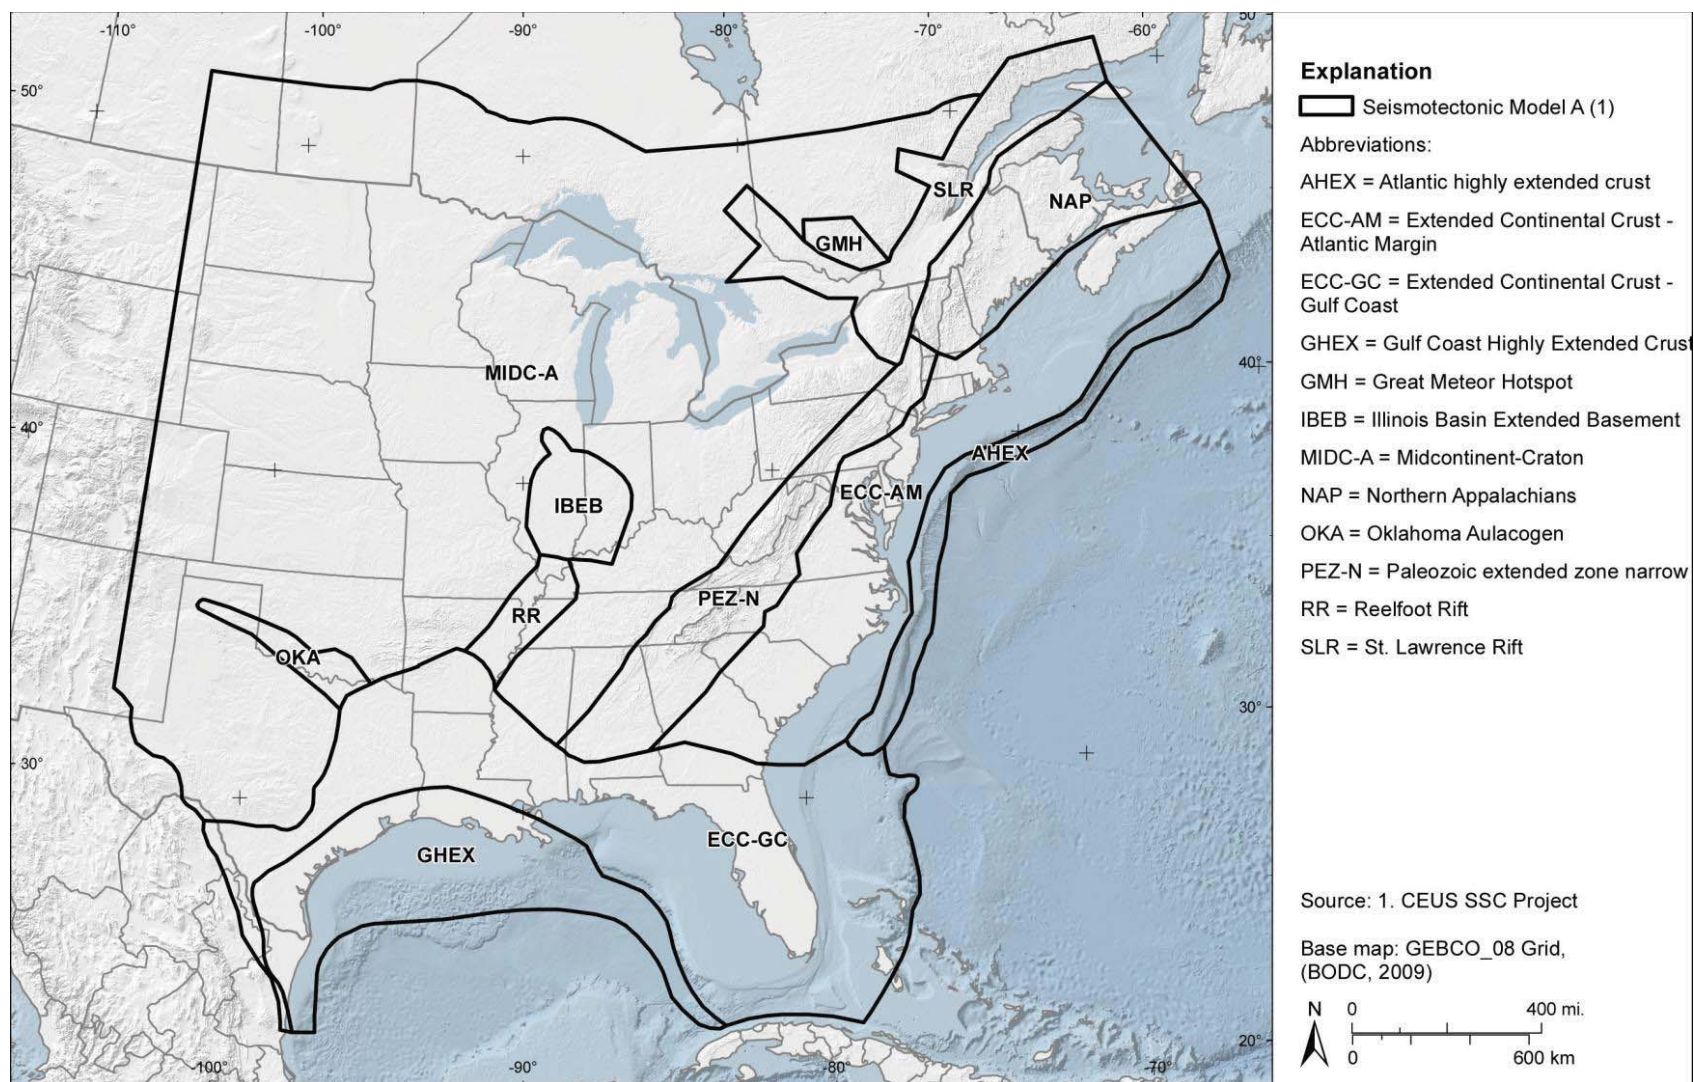 -110°
-100°
-90°
-80°
-70°
-60°
50°
50°
40°
40°
30°
30°
20°
-100°
-90°
-80°
-70°
SLR
NAP
GMH
MIDC-A
AHEX
ECC-AM
IBEB
PEZ-N
RR
OKA
ECC-GC
GHEX
Explanation
Seismotectonic Model A (1)
Abbreviations:
AHEX = Atlantic highly extended crust
ECC-AM = Extended Continental Crust -
Atlantic Margin
ECC-GC = Extended Continental Crust -
Gulf Coast
GHEX = Gulf Coast Highly Extended Crust
GMH = Great Meteor Hotspot
IBEB = Illinois Basin Extended Basement
MIDC-A = Midcontinent-Craton
NAP = Northern Appalachians
OKA = Oklahoma Aulacogen
PEZ-N = Paleozoic extended zone narrow
RR = Reelfoot Rift
SLR = St. Lawrence Rift
Source: 1. CEUS SSC Project
Base map: GEBCO_08 Grid,
(BODC, 2009)
N
0 400 mi.
0 600 km